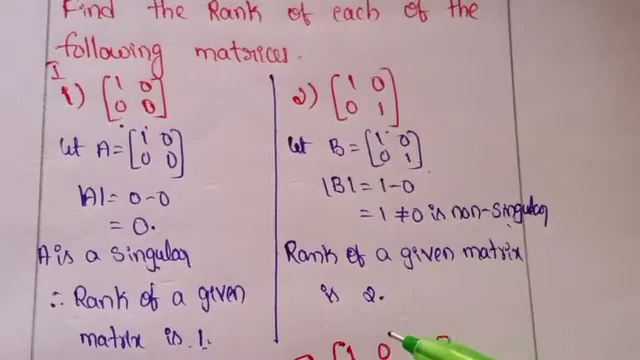 Find the Rank of each of the
following matrices.
I
1) [1 0
0 0]
let A = [1 0
0 0]
|A| = 0-0
= 0.
A is a singular
∴ Rank of a given
matrix is 1.
2) [1 0
0 1]
let B = [1 0
0 1]
|B| = 1-0
= 1 ≠ 0 is non-singular
Rank of a given matrix
is 2.
[1 0